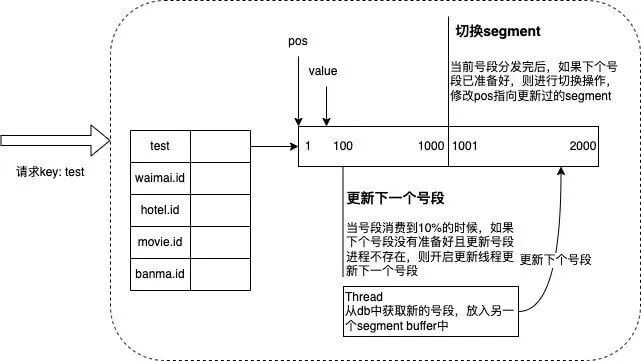 切换segment
当前号段分发完后，如果下个号
段已准备好，则进行切换操作，
修改pos指向更新过的segment
pos
value
请求key: test
test
waimai.id
hotel.id
movie.id
banma.id
1
100
1000
1001
2000
更新下一个号段
当号段消费到10%的时候，如果
下个号段没有准备好且更新号段
进程不存在，则开启更新线程更
新下一个号段
更新下个号段
Thread
从db中获取新的号段，放入另一
个segment buffer中